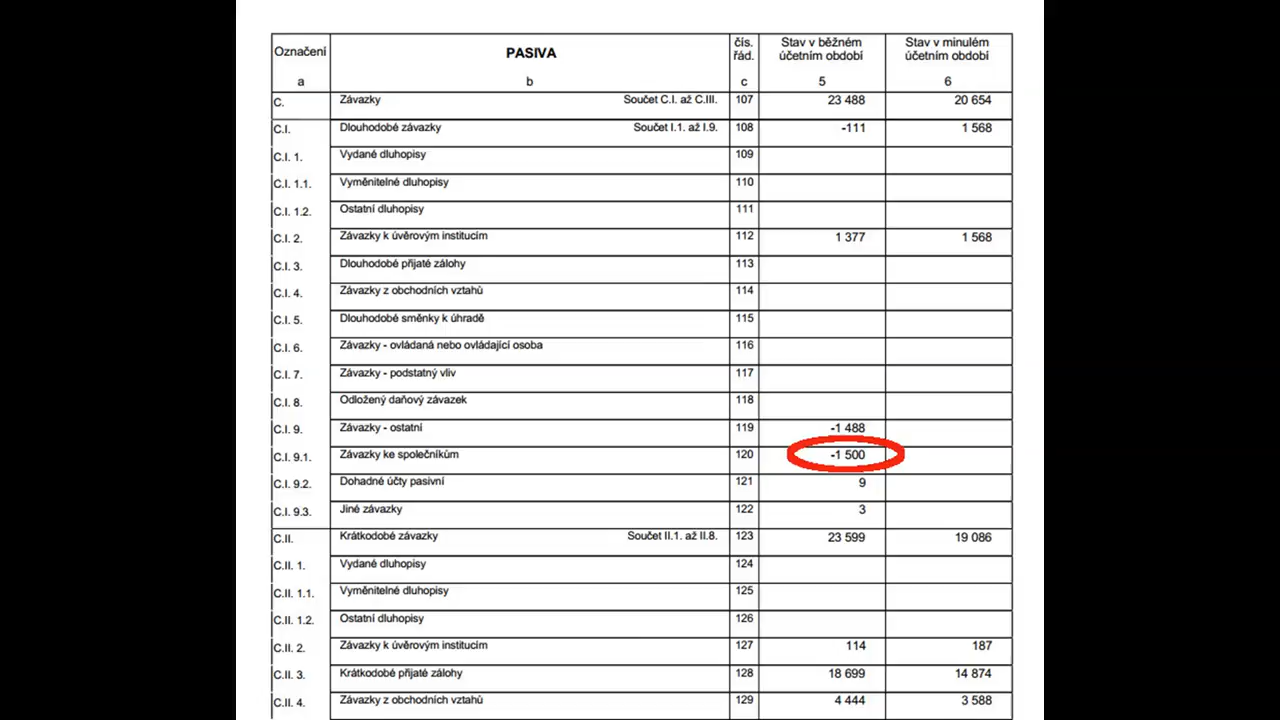 Označení PASIVA čís. řád. Stav v běžném účetním období Stav v minulém účetním období
a b c 5 6
C. Závazky Součet C.I. až C.III. 107 23 488 20 654
C.I. Dlouhodobé závazky Součet I.1. až I.9. 108 -111 1 568
C.I. 1. Vydané dluhopisy 109
C.I. 1.1. Vyměnitelné dluhopisy 110
C.I. 1.2. Ostatní dluhopisy 111
C.I. 2. Závazky k úvěrovým institucím 112 1 377 1 568
C.I. 3. Dlouhodobé přijaté zálohy 113
C.I. 4. Závazky z obchodních vztahů 114
C.I. 5. Dlouhodobé směnky k úhradě 115
C.I. 6. Závazky - ovládaná nebo ovládající osoba 116
C.I. 7. Závazky - podstatný vliv 117
C.I. 8. Odložený daňový závazek 118
C.I. 9. Závazky - ostatní 119 -1 488
C.I. 9.1. Závazky ke společníkům 120 -1 500
C.I. 9.2. Dohadné účty pasivní 121 9
C.I. 9.3. Jiné závazky 122 3
C.II. Krátkodobé závazky Součet II.1. až II.8. 123 23 599 19 086
C.II. 1. Vydané dluhopisy 124
C.II. 1.1. Vyměnitelné dluhopisy 125
C.II. 1.2. Ostatní dluhopisy 126
C.II. 2. Závazky k úvěrovým institucím 127 114 187
C.II. 3. Krátkodobé přijaté zálohy 128 18 699 14 874
C.II. 4. Závazky z obchodních vztahů 129 4 444 3 588